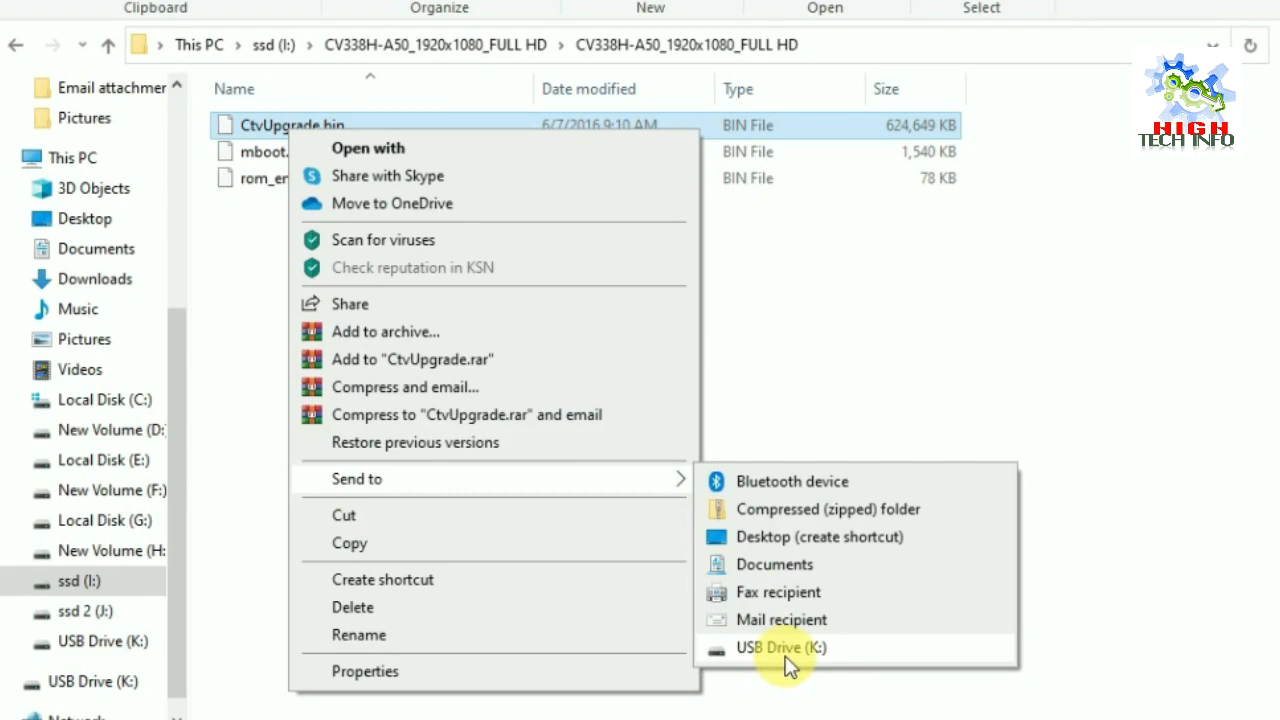 Clipboard
Organize
New
Open
Select
This PC
ssd (I:)
CV338H-A50_1920x1080_FULL HD
CV338H-A50_1920x1080_FULL HD
HIGH
TECH INFO
Email attachmen
Pictures
This PC
3D Objects
Desktop
Documents
Downloads
Music
Pictures
Videos
Local Disk (C:)
New Volume (D:
Local Disk (E:)
New Volume (F:)
Local Disk (G:)
New Volume (H:
ssd (I:)
ssd 2 (J:)
USB Drive (K:)
USB Drive (K:)
Network
Name
Date modified
Type
Size
CtvUpgrade.bin
6/7/2016 9:10 AM
BIN File
624,649 KB
mboot.
BIN File
1,540 KB
rom_en
BIN File
78 KB
Open with
Share with Skype
Move to OneDrive
Scan for viruses
Check reputation in KSN
Share
Add to archive...
Add to "CtvUpgrade.rar"
Compress and email...
Compress to "CtvUpgrade.rar" and email
Restore previous versions
Send to
Cut
Copy
Create shortcut
Delete
Rename
Properties
Bluetooth device
Compressed (zipped) folder
Desktop (create shortcut)
Documents
Fax recipient
Mail recipient
USB Drive (K:)